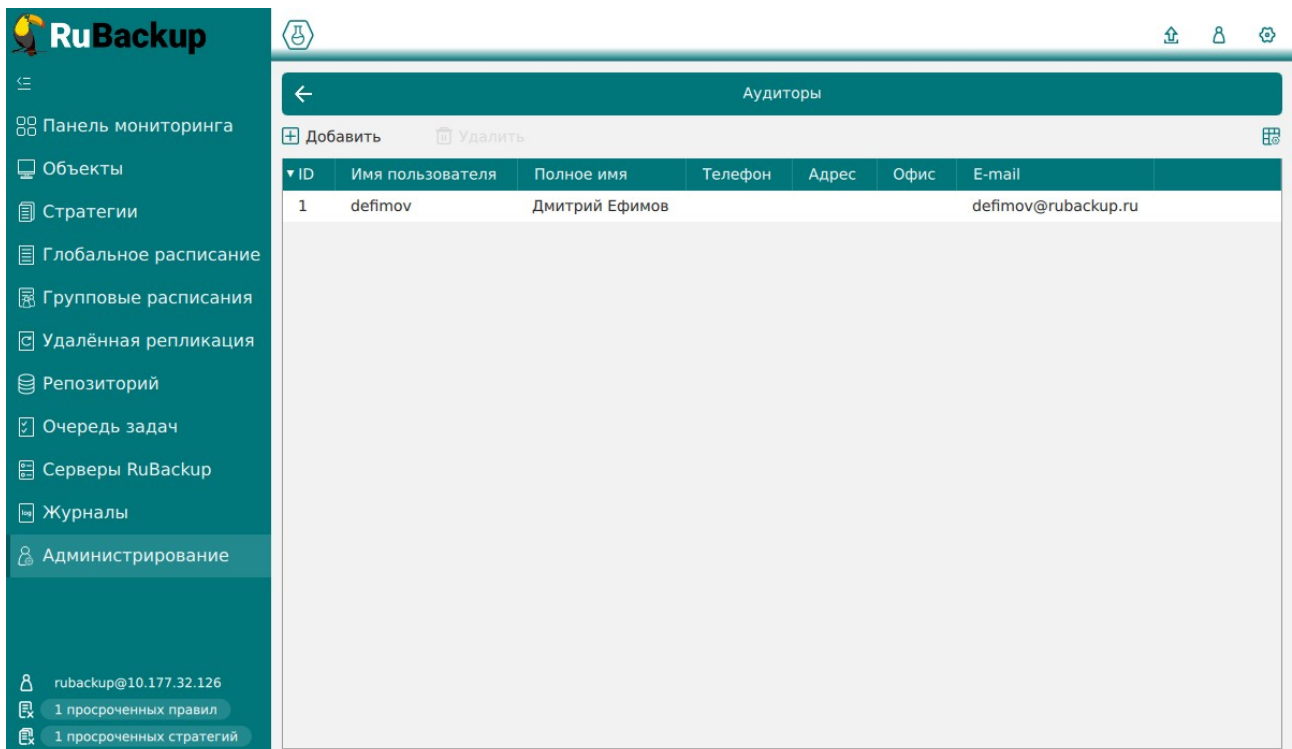 RuBackup
Панель мониторинга
Объекты
Стратегии
Глобальное расписание
Групповые расписания
Удалённая репликация
Репозиторий
Очередь задач
Серверы RuBackup
Журналы
Администрирование
rubackup@10.177.32.126
1 просроченных правил
1 просроченных стратегий
Аудиторы
Добавить Удалить
ID Имя пользователя Полное имя Телефон Адрес Офис E-mail
1 defimov Дмитрий Ефимов defimov@rubackup.ru